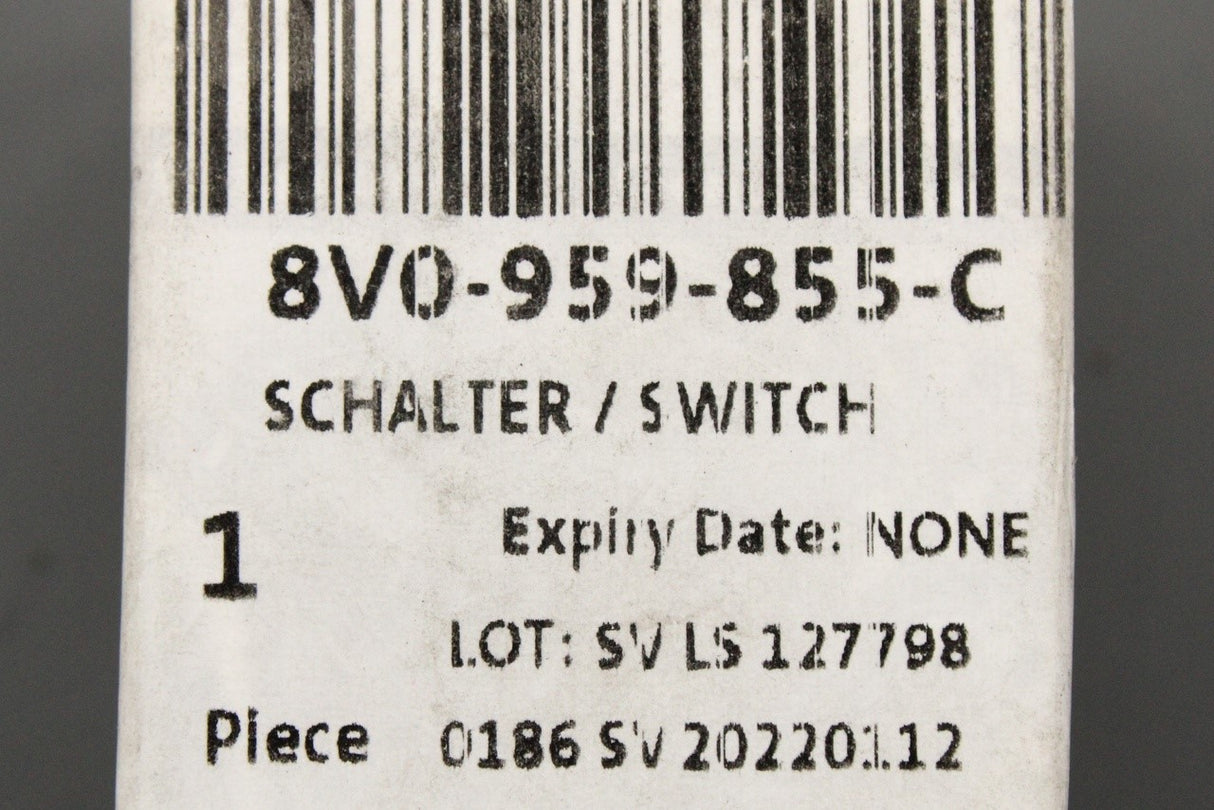 8V0-959-855-C
SCHALTER / SWITCH
1
Expiry Date: NONE
LOT: SV LS 127798
Piece
0186 SV 20220112